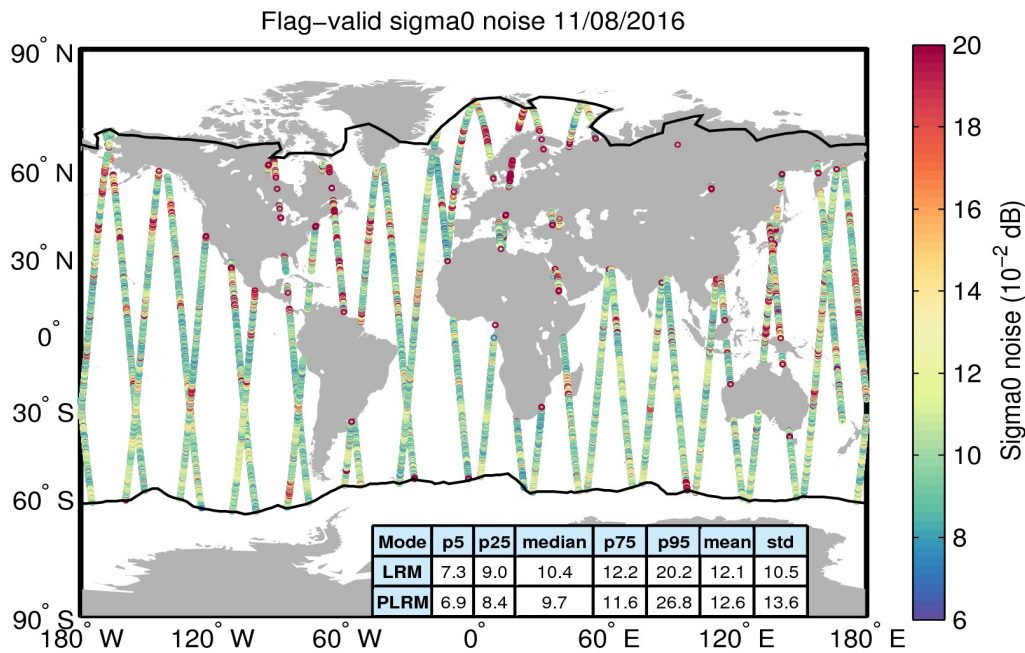 Flag−valid sigma0 noise 11/08/2016
90° N
60° N
30° N
0°
30° S
60° S
90° S
180° W
120° W
60° W
0°
60° E
120° E
180° E
Mode p5 p25 median p75 p95 mean std
LRM 7.3 9.0 10.4 12.2 20.2 12.1 10.5
PLRM 6.9 8.4 9.7 11.6 26.8 12.6 13.6
20
18
16
14
12
10
8
6
Sigma0 noise (10⁻² dB)